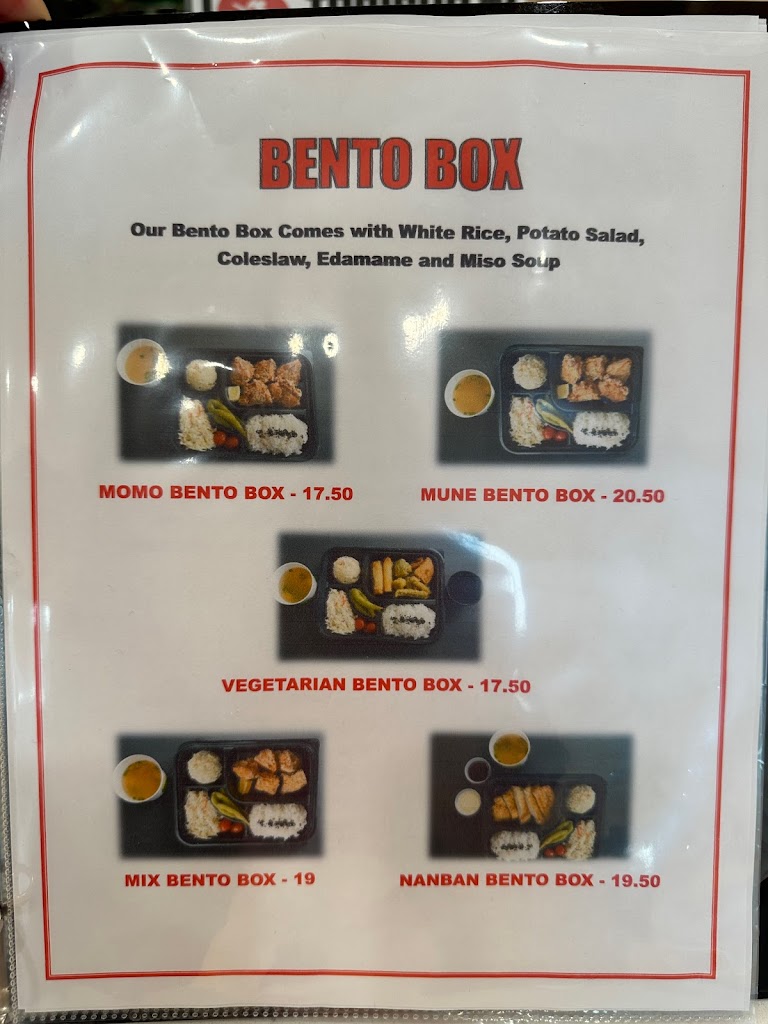 BENTO BOX
Our Bento Box Comes with White Rice, Potato Salad,
Coleslaw, Edamame and Miso Soup
MOMO BENTO BOX - 17.50
MUNE BENTO BOX - 20.50
VEGETARIAN BENTO BOX - 17.50
MIX BENTO BOX - 19
NANBAN BENTO BOX - 19.50